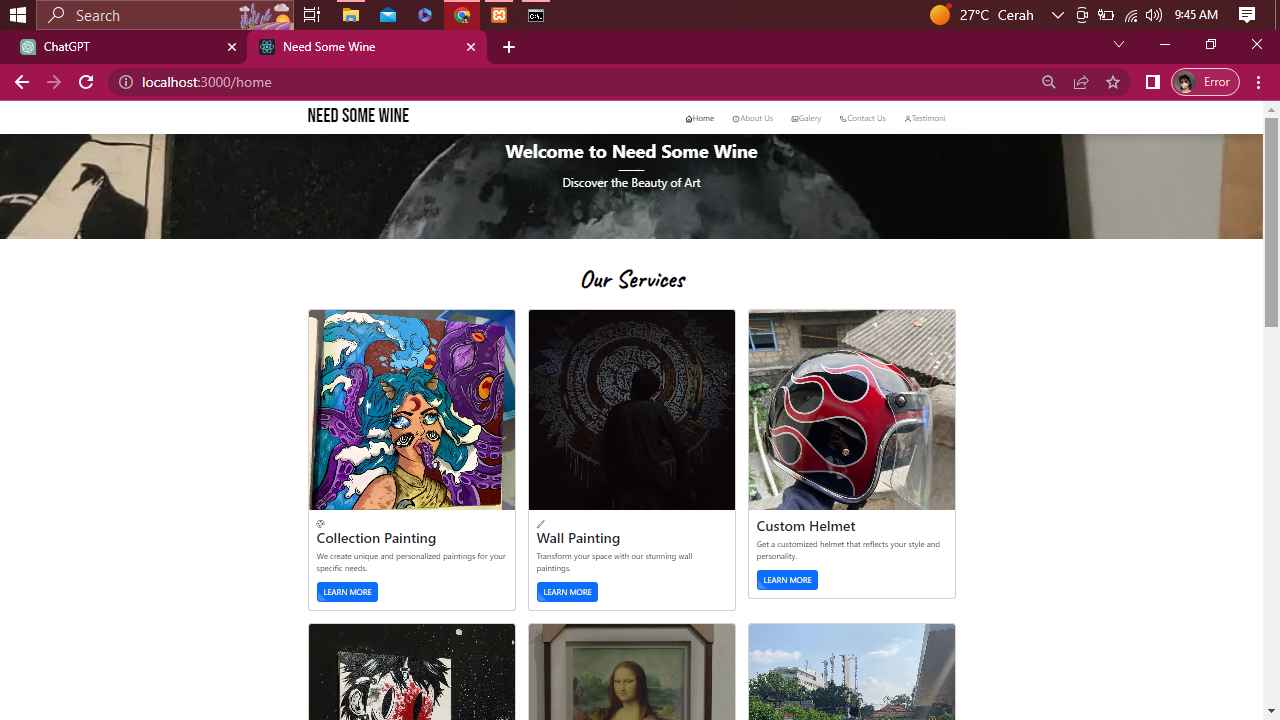 Search
27°C Cerah
9:45 AM
ChatGPT
Need Some Wine
localhost:3000/home
Error
NEED SOME WINE
Home
About Us
Galery
Contact Us
Testimoni
Welcome to Need Some Wine
Discover the Beauty of Art
Our Services
Collection Painting
We create unique and personalized paintings for your
specific needs.
LEARN MORE
Wall Painting
Transform your space with our stunning wall
paintings.
LEARN MORE
Custom Helmet
Get a customized helmet that reflects your style and
personality.
LEARN MORE